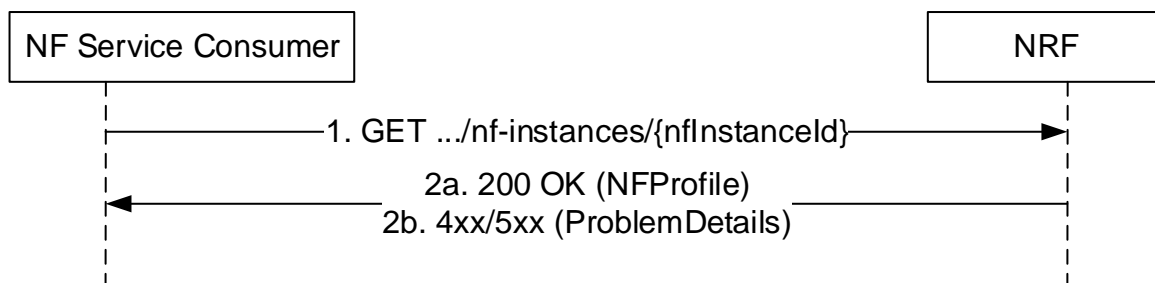 NF Service Consumer
NRF
1. GET .../nf-instances/{nfInstanceId}
2a. 200 OK (NFProfile)
2b. 4xx/5xx (ProblemDetails)